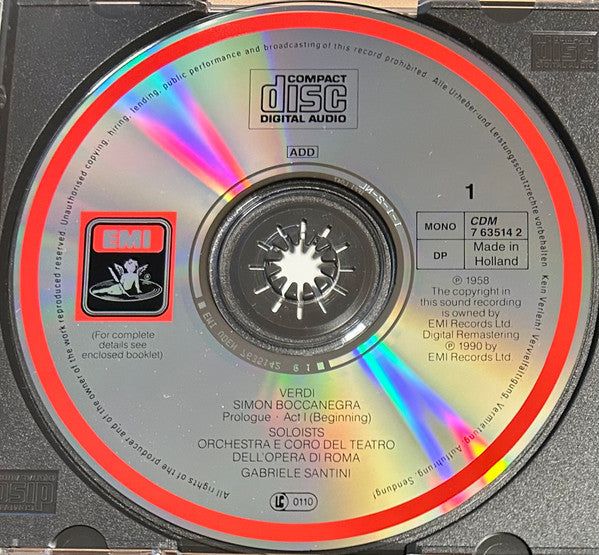 All rights of the producer and of the owner of the work reproduced reserved. Unauthorised copying, hiring, lending, public performance and broadcasting of this record prohibited · Alle Urheber- und Leistungsschutzrechte vorbehalten. Kein Verleih! Vervielfältigung, Vermietung, Aufführung, Sendung!
COMPACT
disc
DIGITAL AUDIO
ADD
1
MONO
CDM
7 63514 2
DP
Made in
Holland
EMI
(For complete
details see
enclosed booklet)
℗ 1958
The copyright in
this sound recording
is owned by
EMI Records Ltd.
Digital Remastering
℗ 1990 by
EMI Records Ltd.
VERDI
SIMON BOCCANEGRA
Prologue · Act I (Beginning)
SOLOISTS
ORCHESTRA E CORO DEL TEATRO
DELL'OPERA DI ROMA
GABRIELE SANTINI
LC 0110